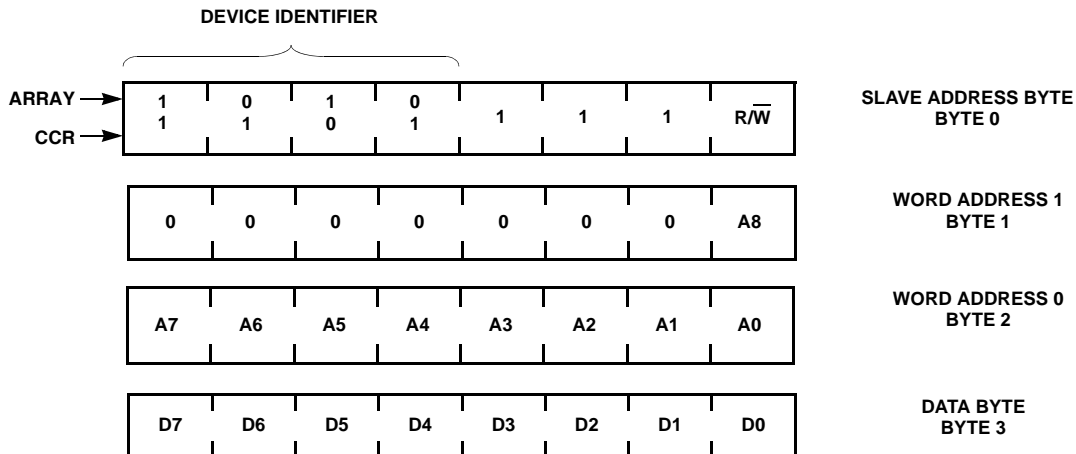 DEVICE IDENTIFIER
ARRAY
CCR
1 0 1 0
1 1 0 1
1 1 1 R/W̅
SLAVE ADDRESS BYTE
BYTE 0
0 0 0 0 0 0 0 A8
WORD ADDRESS 1
BYTE 1
A7 A6 A5 A4 A3 A2 A1 A0
WORD ADDRESS 0
BYTE 2
D7 D6 D5 D4 D3 D2 D1 D0
DATA BYTE
BYTE 3